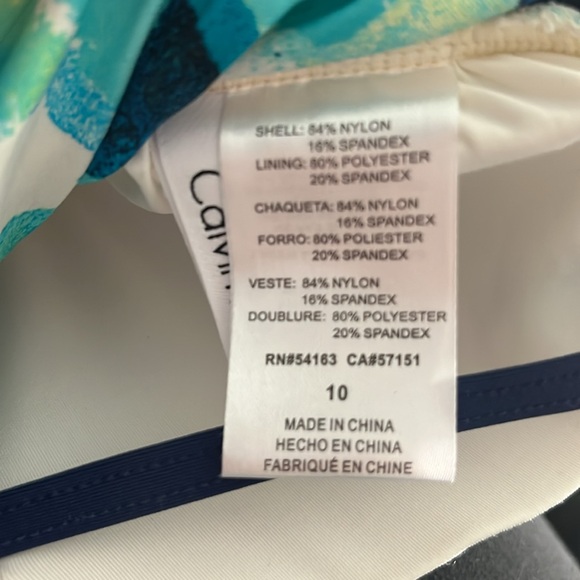 SHELL: 84% NYLON
16% SPANDEX
LINING: 80% POLYESTER
20% SPANDEX
CHAQUETA: 84% NYLON
16% SPANDEX
FORRO: 80% POLIESTER
20% SPANDEX
VESTE: 84% NYLON
16% SPANDEX
DOUBLURE: 80% POLYESTER
20% SPANDEX
RN#54163 CA#57151
10
MADE IN CHINA
HECHO EN CHINA
FABRIQUÉ EN CHINE
Calvin